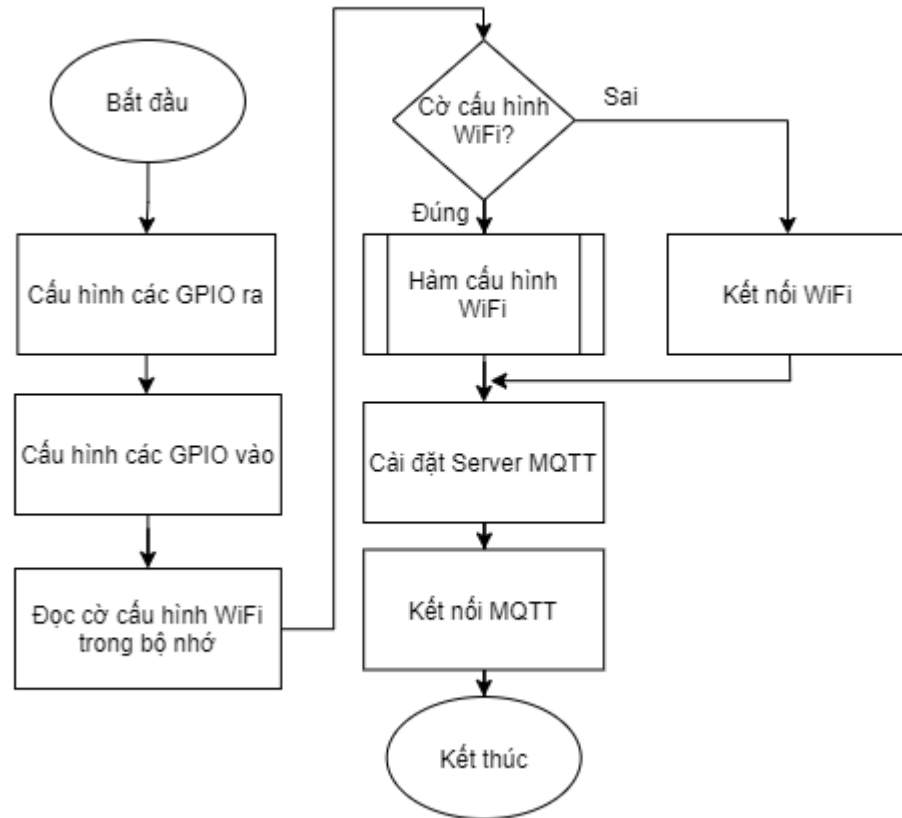 Bắt đầu
Cấu hình các GPIO ra
Cấu hình các GPIO vào
Đọc cờ cấu hình WiFi
trong bộ nhớ
Cờ cấu hình
WiFi?
Sai
Đúng
Hàm cấu hình
WiFi
Kết nối WiFi
Cài đặt Server MQTT
Kết nối MQTT
Kết thúc